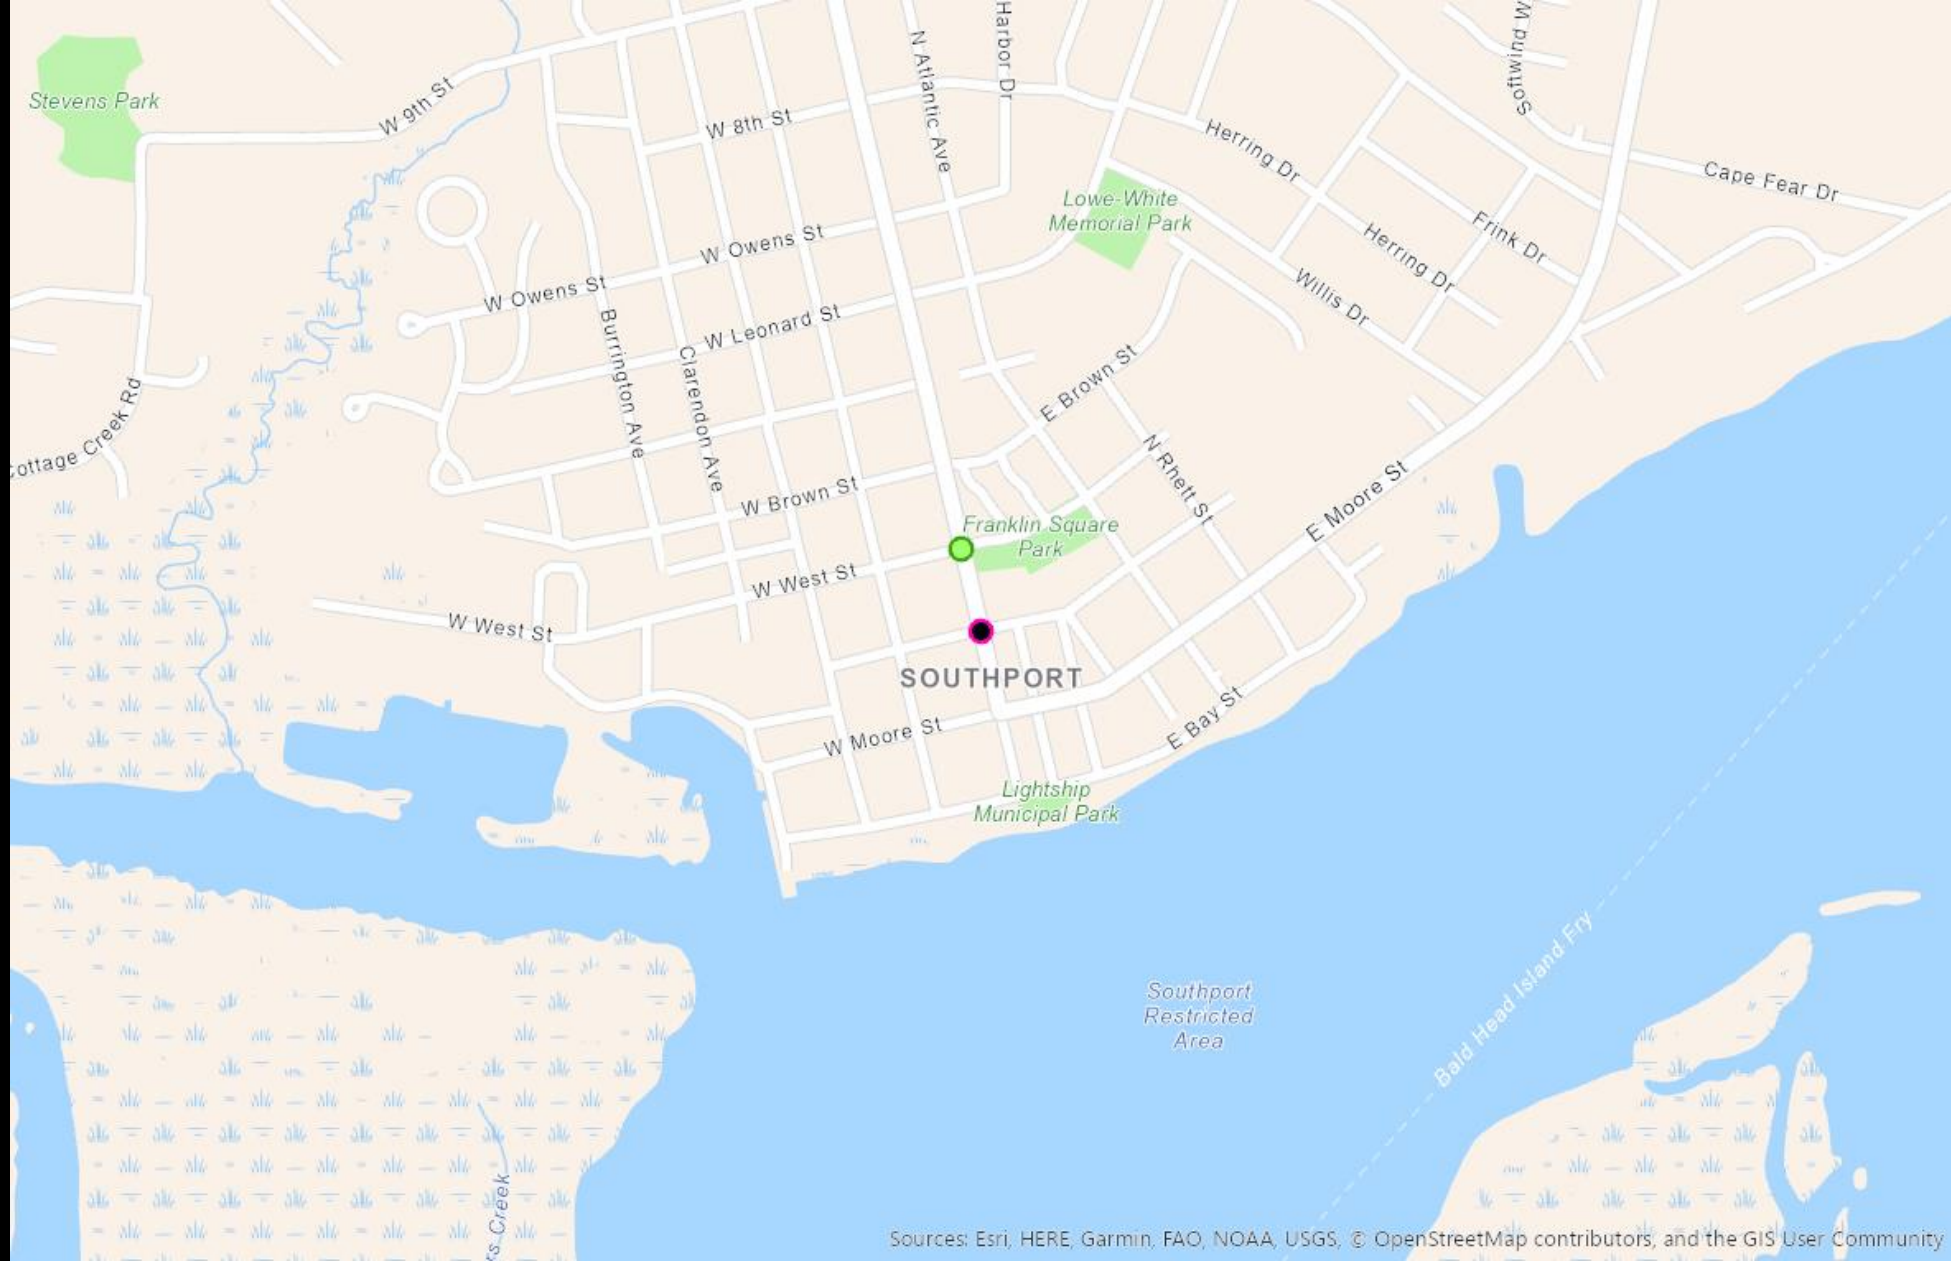 Harbor Dr
Softwind W
N Atlantic Ave
Stevens Park
W 9th St
W 8th St
Herring Dr
Cape Fear Dr
Lowe-White
Memorial Park
W Owens St
Frink Dr
Herring Dr
W Owens St
Willis Dr
W Leonard St
Burrington Ave
Clarendon Ave
E Brown St
ottage Creek Rd
N Rhett St
W Brown St
E Moore St
Franklin Square
Park
W West St
W West St
SOUTHPORT
W Moore St
E Bay St
Lightship
Municipal Park
Southport
Restricted
Area
Bald Head Island Fry
rs Creek
Sources: Esri, HERE, Garmin, FAO, NOAA, USGS, © OpenStreetMap contributors, and the GIS User Community